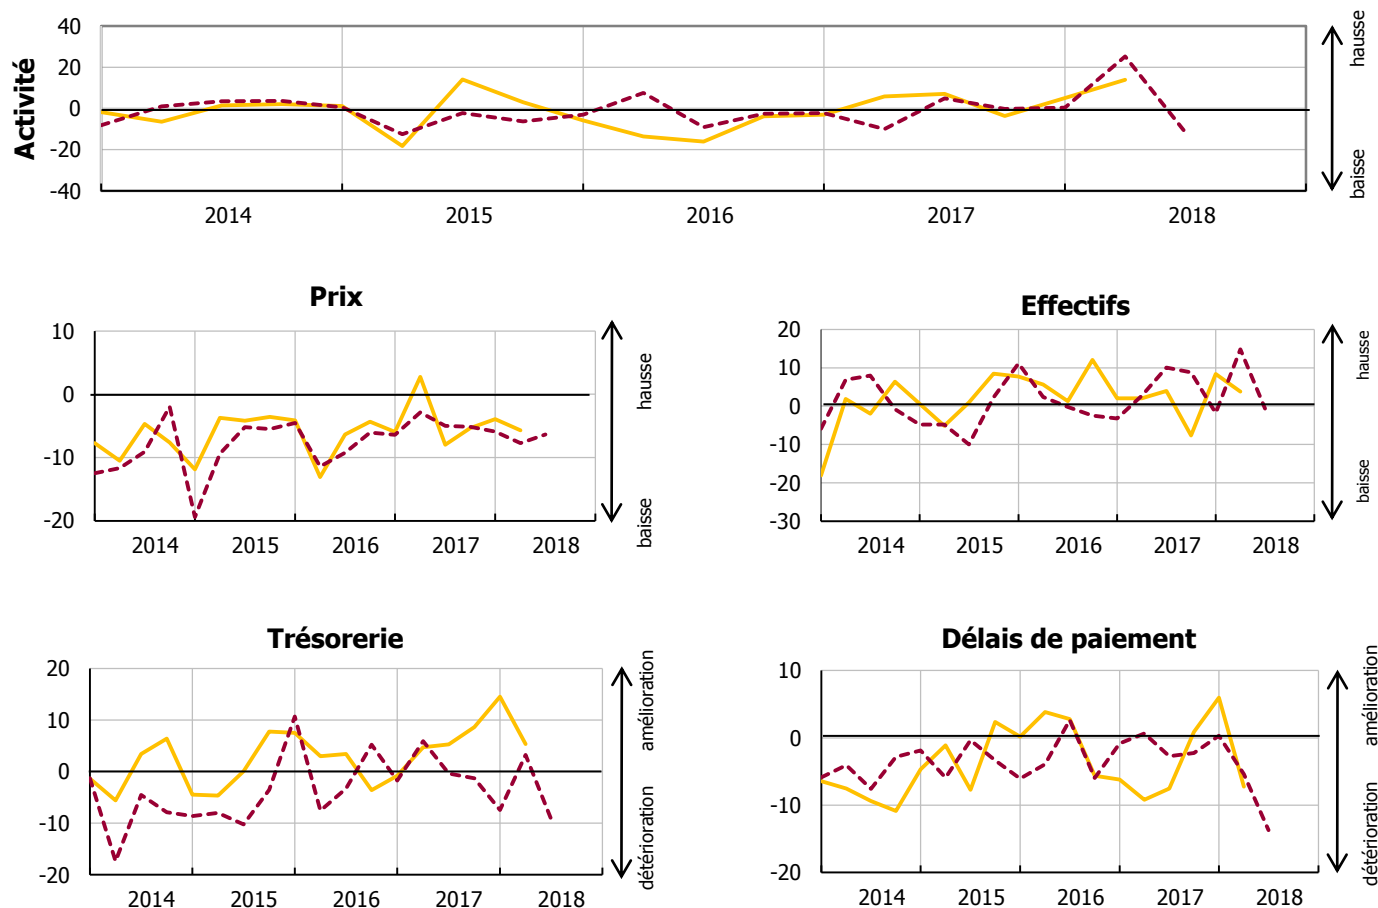 Activité
40
20
0
-20
-40
2014 2015 2016 2017 2018
hausse
baisse
Prix
10
0
-10
-20
2014 2015 2016 2017 2018
hausse
baisse
Effectifs
20
10
0
-10
-20
-30
2014 2015 2016 2017 2018
hausse
baisse
Trésorerie
20
10
0
-10
-20
2014 2015 2016 2017 2018
amélioration
détérioration
Délais de paiement
10
0
-10
-20
2014 2015 2016 2017 2018
amélioration
détérioration